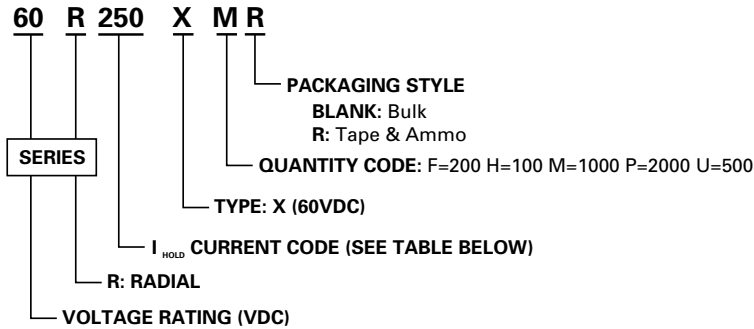 60 R 250 X M R
PACKAGING STYLE
BLANK: Bulk
R: Tape & Ammo
SERIES
QUANTITY CODE: F=200 H=100 M=1000 P=2000 U=500
TYPE: X (60VDC)
I HOLD CURRENT CODE (SEE TABLE BELOW)
R: RADIAL
VOLTAGE RATING (VDC)